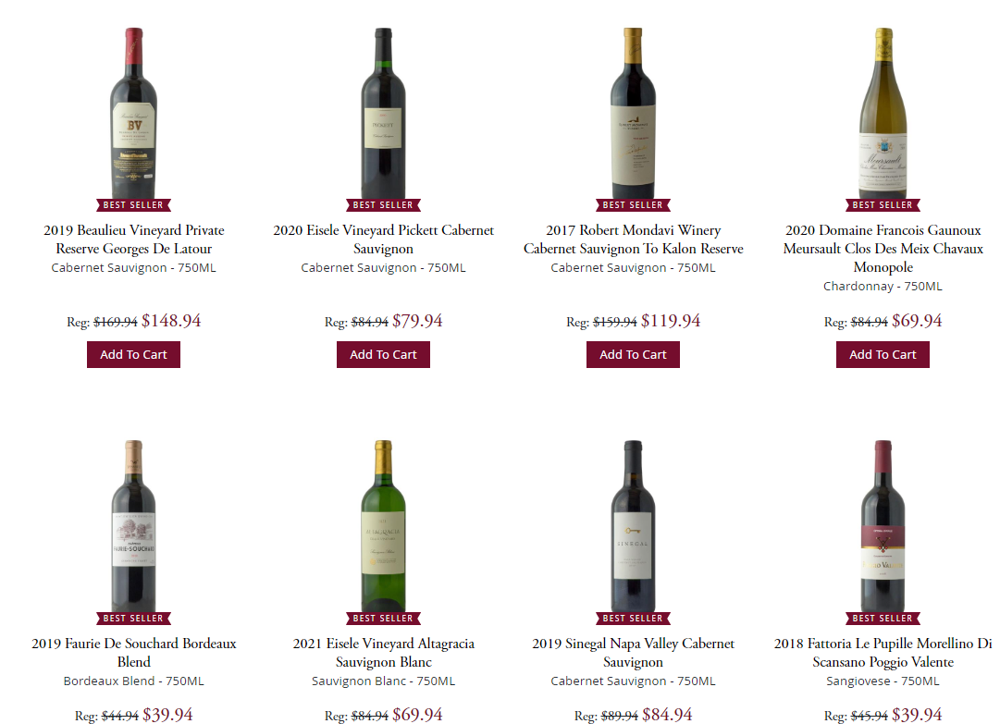 BV
PICKETT
Meursault
BEST SELLER
BEST SELLER
BEST SELLER
BEST SELLER
2019 Beaulieu Vineyard Private
Reserve Georges De Latour
Cabernet Sauvignon - 750ML
Reg: $169.94 $148.94
Add To Cart
2020 Eisele Vineyard Pickett Cabernet
Sauvignon
Cabernet Sauvignon - 750ML
Reg: $84.94 $79.94
Add To Cart
2017 Robert Mondavi Winery
Cabernet Sauvignon To Kalon Reserve
Cabernet Sauvignon - 750ML
Reg: $159.94 $119.94
Add To Cart
2020 Domaine Francois Gaunoux
Meursault Clos Des Meix Chavaux
Monopole
Chardonnay - 750ML
Reg: $84.94 $69.94
Add To Cart
FAURIE-SOUCHARD
SINEGAL
BEST SELLER
BEST SELLER
BEST SELLER
BEST SELLER
2019 Faurie De Souchard Bordeaux
Blend
Bordeaux Blend - 750ML
Reg: $44.94 $39.94
2021 Eisele Vineyard Altagracia
Sauvignon Blanc
Sauvignon Blanc - 750ML
Reg: $84.94 $69.94
2019 Sinegal Napa Valley Cabernet
Sauvignon
Cabernet Sauvignon - 750ML
Reg: $89.94 $84.94
2018 Fattoria Le Pupille Morellino Di
Scansano Poggio Valente
Sangiovese - 750ML
Reg: $45.94 $39.94